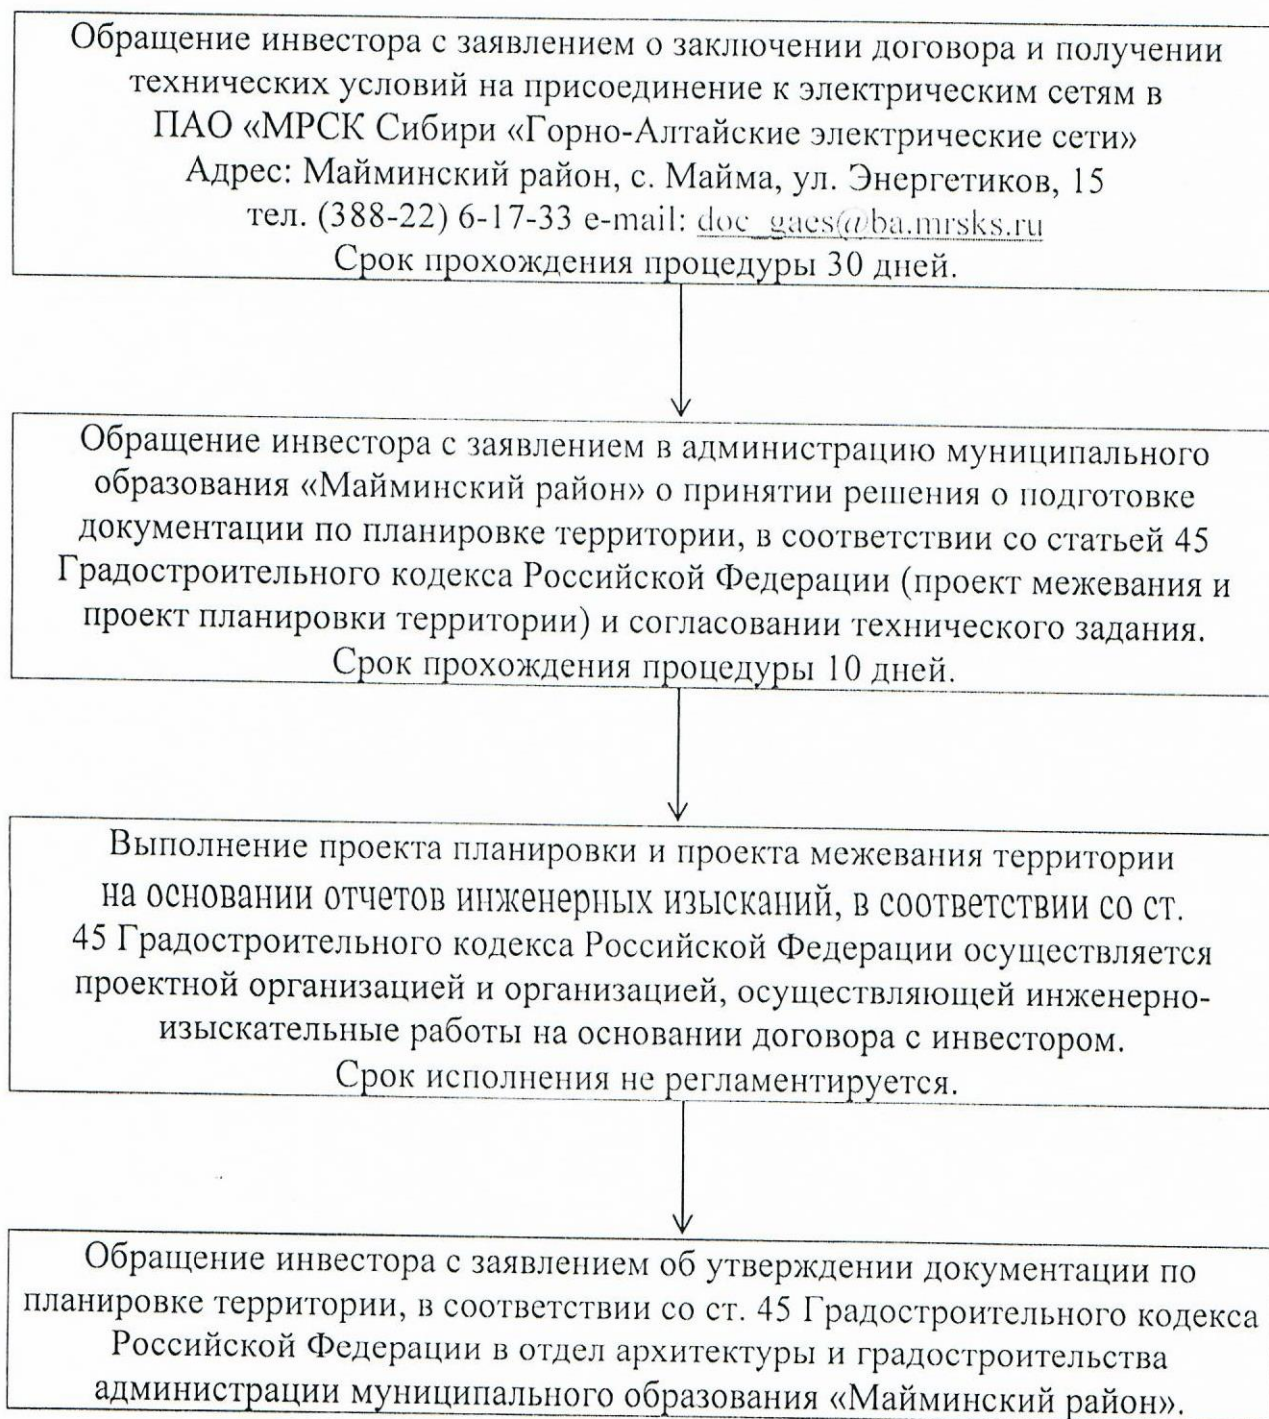 Обращение инвестора с заявлением о заключении договора и получении
технических условий на присоединение к электрическим сетям в
ПАО «МРСК Сибири «Горно-Алтайские электрические сети»
Адрес: Майминский район, с. Майма, ул. Энергетиков, 15
тел. (388-22) 6-17-33 e-mail: doc_gaes@ba.mrsks.ru
Срок прохождения процедуры 30 дней.
Обращение инвестора с заявлением в администрацию муниципального
образования «Майминский район» о принятии решения о подготовке
документации по планировке территории, в соответствии со статьей 45
Градостроительного кодекса Российской Федерации (проект межевания и
проект планировки территории) и согласовании технического задания.
Срок прохождения процедуры 10 дней.
Выполнение проекта планировки и проекта межевания территории
на основании отчетов инженерных изысканий, в соответствии со ст.
45 Градостроительного кодекса Российской Федерации осуществляется
проектной организацией и организацией, осуществляющей инженерно-
изыскательные работы на основании договора с инвестором.
Срок исполнения не регламентируется.
Обращение инвестора с заявлением об утверждении документации по
планировке территории, в соответствии со ст. 45 Градостроительного кодекса
Российской Федерации в отдел архитектуры и градостроительства
администрации муниципального образования «Майминский район».